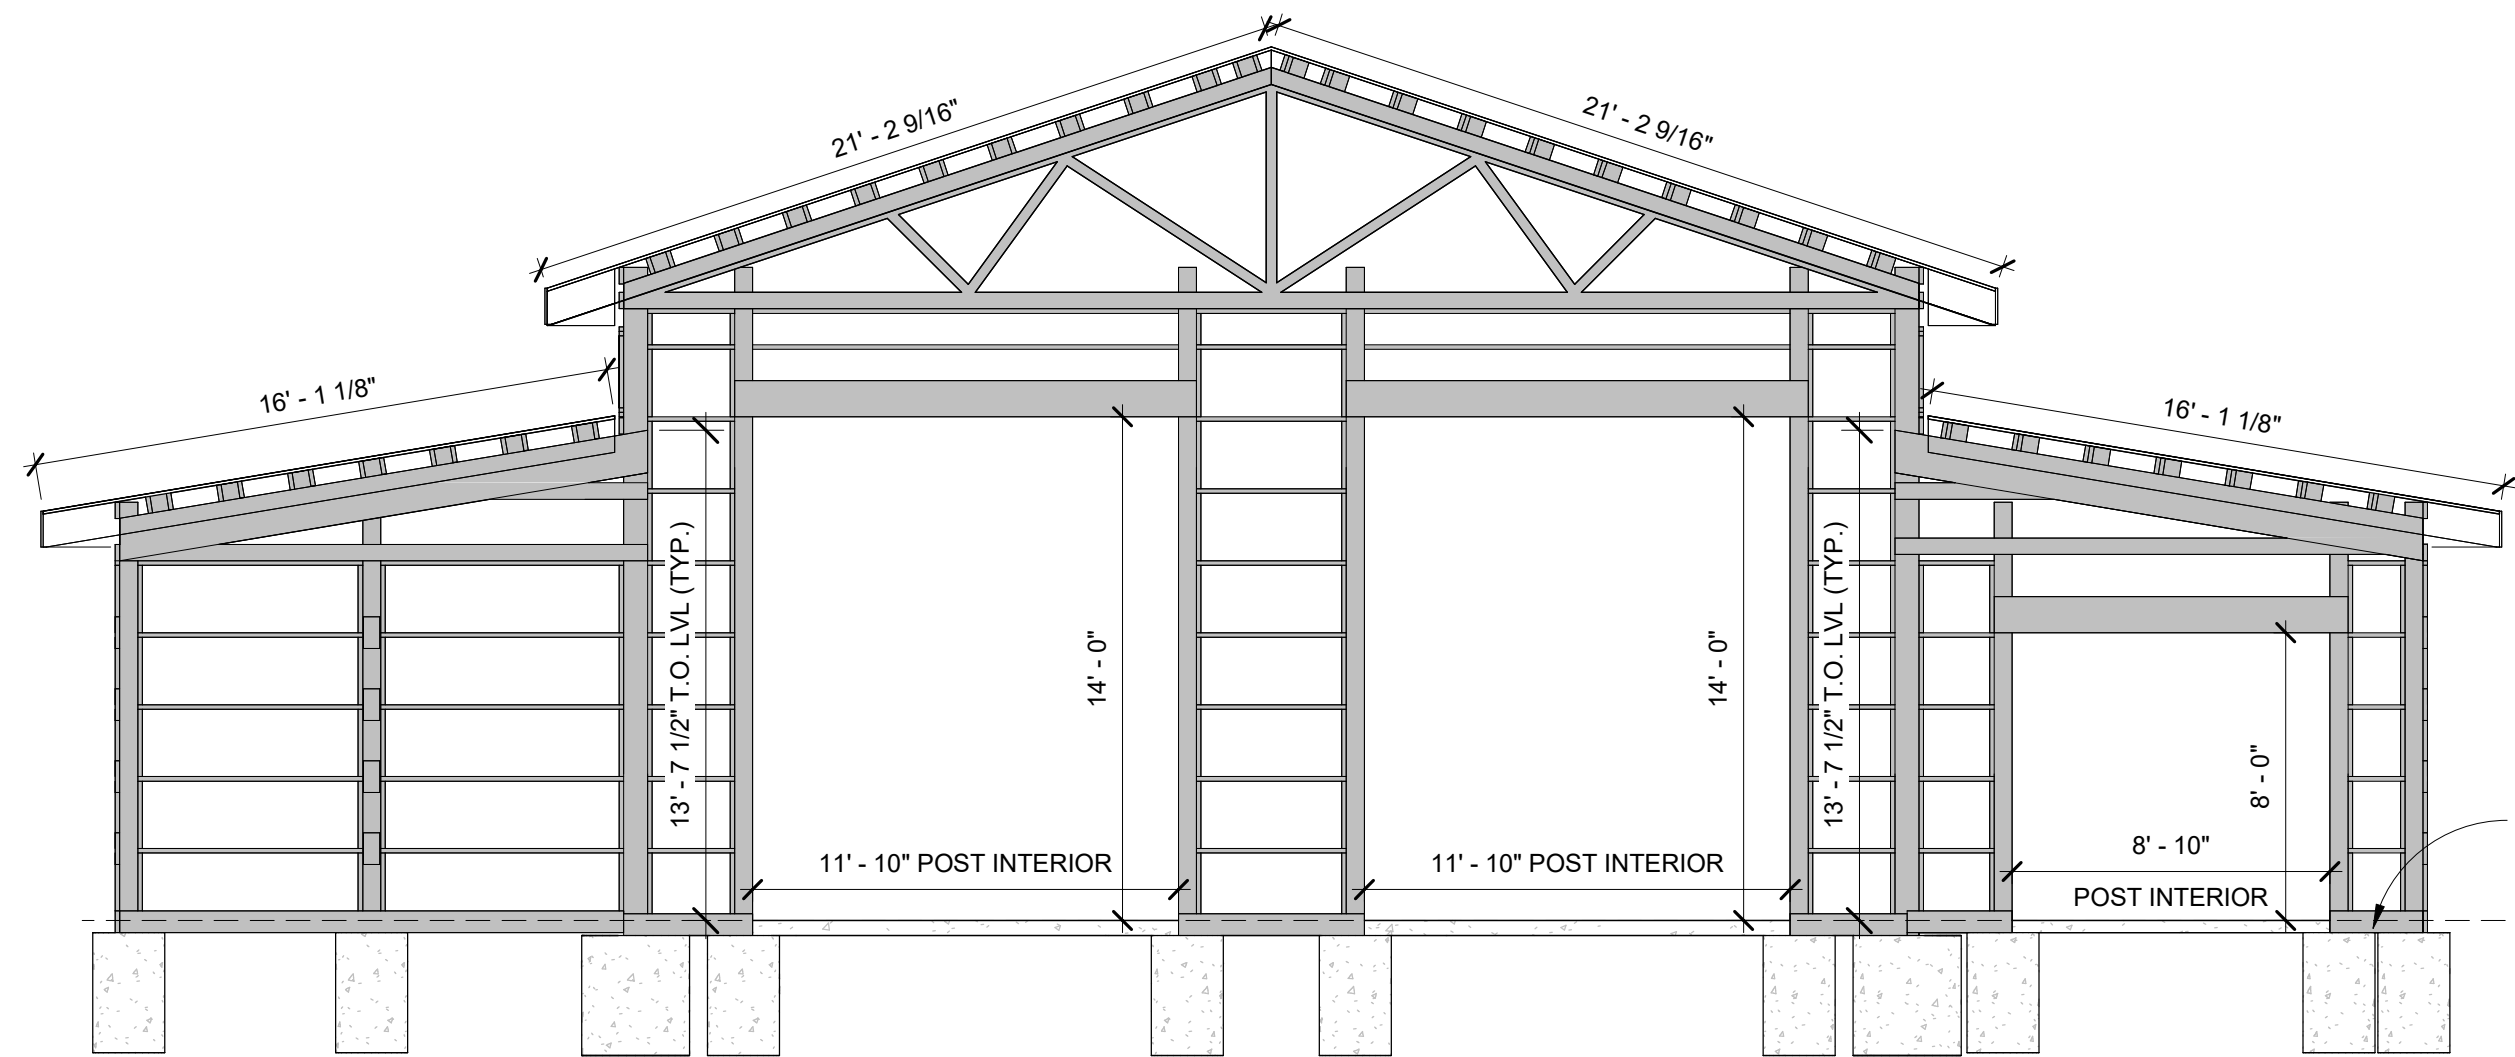 21' - 2 9/16"
21' - 2 9/16"
16' - 1 1/8"
16' - 1 1/8"
13' - 7 1/2" T.O. LVL (TYP.)
14' - 0"
14' - 0"
13' - 7 1/2" T.O. LVL (TYP.)
8' - 0"
11' - 10" POST INTERIOR
11' - 10" POST INTERIOR
8' - 10"
POST INTERIOR